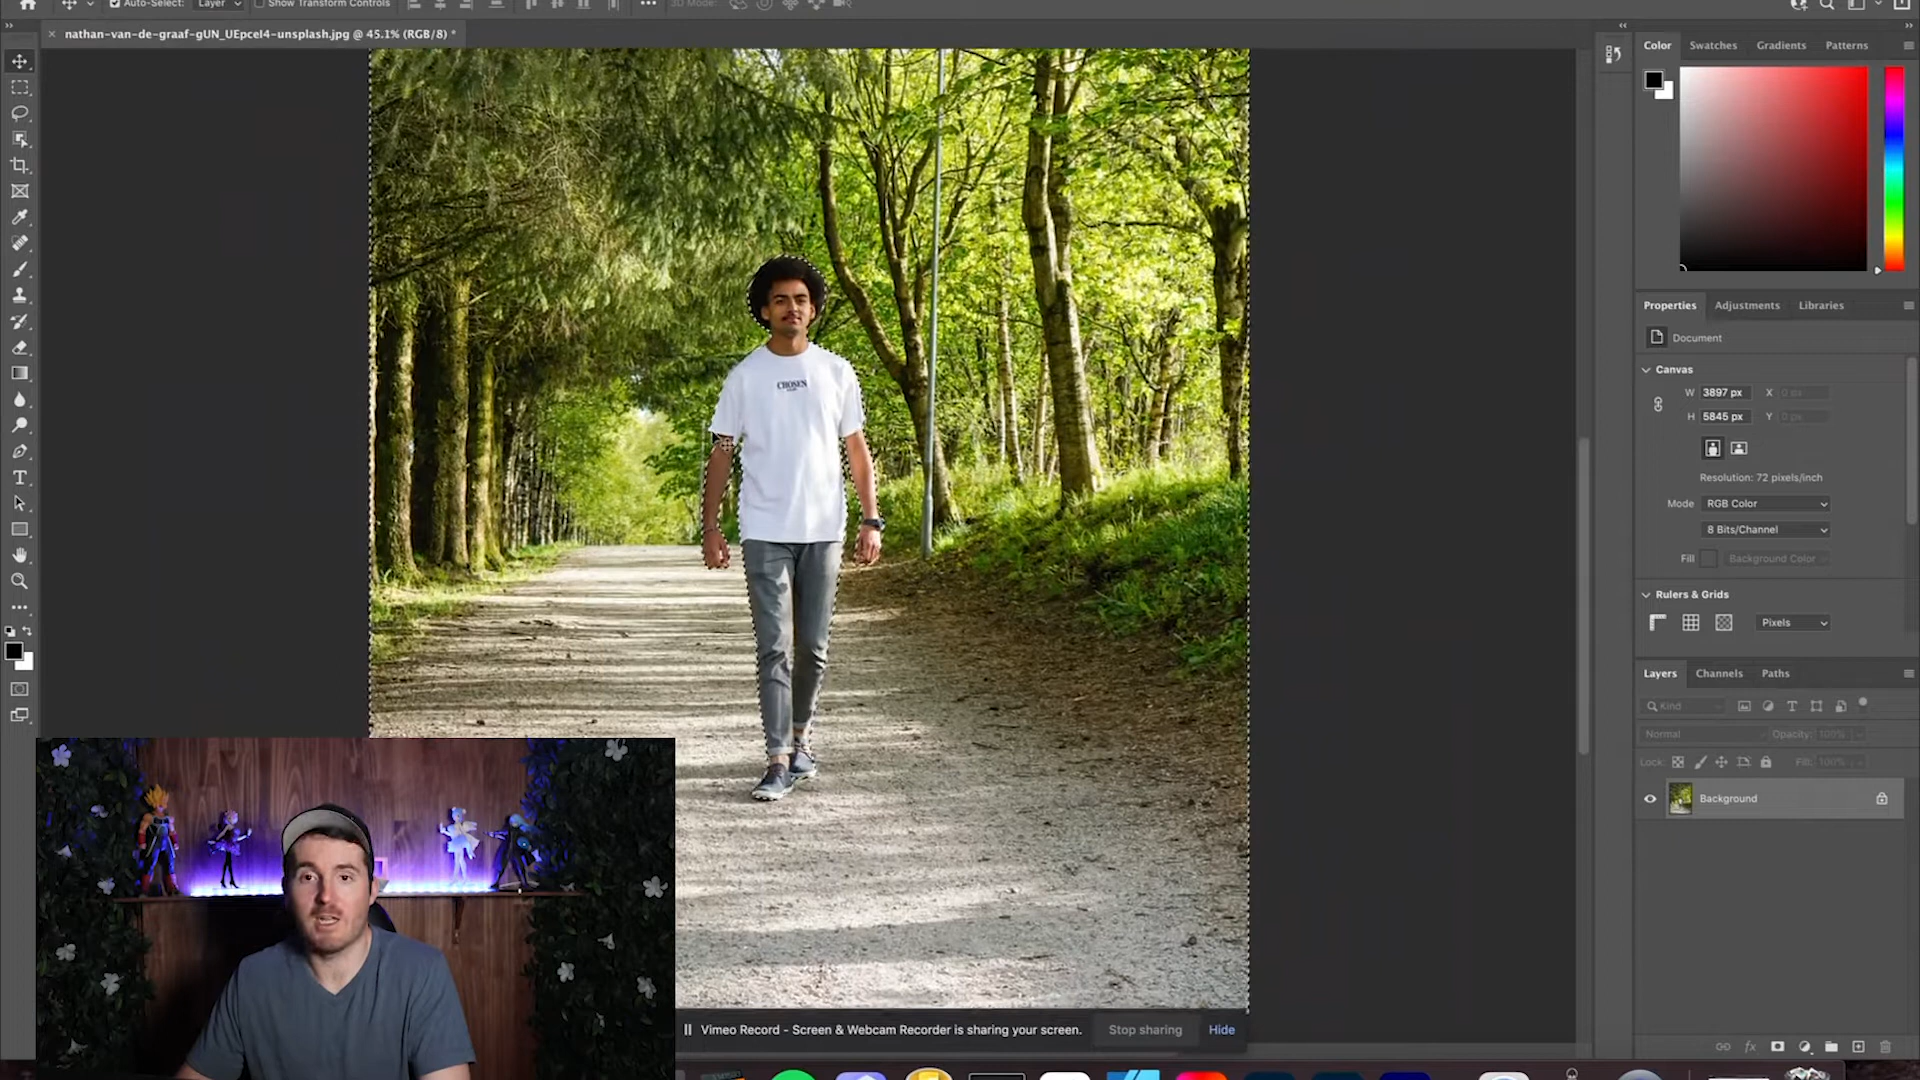 Auto-Select: Layer Show Transform Controls 3D Mode:
nathan-van-de-graaf-gUN_UEpceI4-unsplash.jpg @ 45.1% (RGB/8) *
Color Swatches Gradients Patterns
CHOSEN
Properties Adjustments Libraries
Document
Canvas
W 3897 px X 0 px
H 5845 px Y 0 px
Resolution: 72 pixels/inch
Mode RGB Color
8 Bits/Channel
Fill Background Color
Rulers & Grids
Pixels
Layers Channels Paths
Kind
Normal Opacity: 100%
Lock: Fill: 100%
Background
fx
Vimeo Record - Screen & Webcam Recorder is sharing your screen. Stop sharing Hide